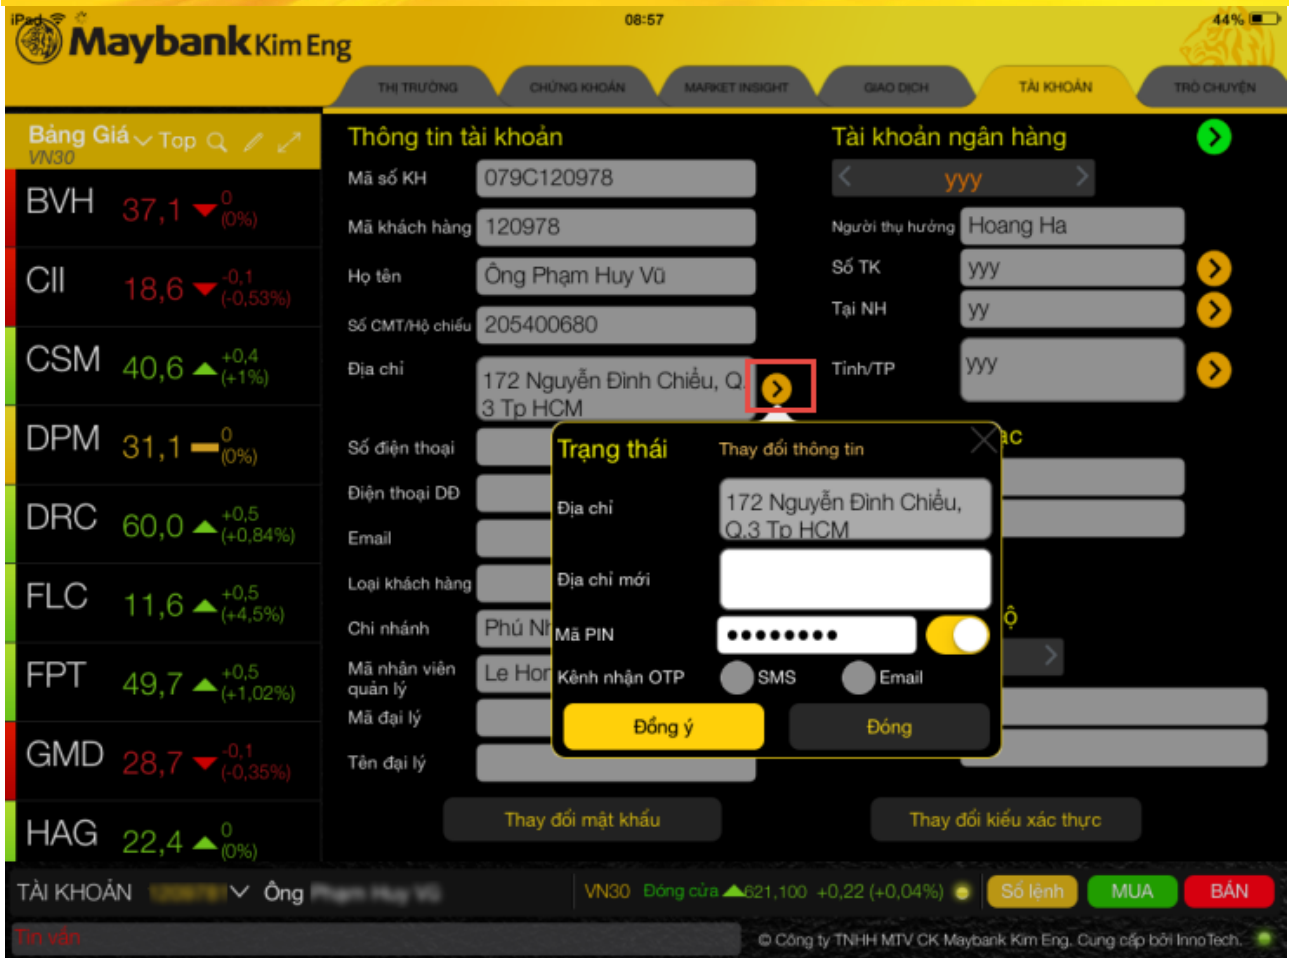 iPad
08:57
44%
Maybank Kim Eng
THỊ TRƯỜNG
CHỨNG KHOÁN
MARKET INSIGHT
GIAO DỊCH
TÀI KHOẢN
TRÒ CHUYỆN
Bảng Giá Top
VN30
BVH 37,1 0 (0%)
CII 18,6 -0,1 (-0,53%)
CSM 40,6 +0,4 (+1%)
DPM 31,1 0 (0%)
DRC 60,0 +0,5 (+0,84%)
FLC 11,6 +0,5 (+4,5%)
FPT 49,7 +0,5 (+1,02%)
GMD 28,7 -0,1 (-0,35%)
HAG 22,4 0 (0%)
Thông tin tài khoản
Mã số KH 079C120978
Mã khách hàng 120978
Họ tên Ông Phạm Huy Vũ
Số CMT/Hộ chiếu 205400680
Địa chỉ 172 Nguyễn Đình Chiểu, Q.
3 Tp HCM
Số điện thoại
Điện thoại DĐ
Email
Loại khách hàng
Chi nhánh Phú Nh
Mã nhân viên Le Hon
quản lý
Mã đại lý
Tên đại lý
Thay đổi mật khẩu
Tài khoản ngân hàng
yyy
Người thụ hưởng Hoang Ha
Số TK yyy
Tại NH yy
Tỉnh/TP yyy
ạc
ộ
Thay đổi kiểu xác thực
Trạng thái Thay đổi thông tin
Địa chỉ 172 Nguyễn Đình Chiểu,
Q.3 Tp HCM
Địa chỉ mới
Mã PIN ••••••••
Kênh nhận OTP SMS Email
Đồng ý Đóng
TÀI KHOẢN Ông
VN30 Đóng cửa 621,100 +0,22 (+0,04%) Sổ lệnh MUA BÁN
Tin vắn
© Công ty TNHH MTV CK Maybank Kim Eng. Cung cấp bởi InnoTech.